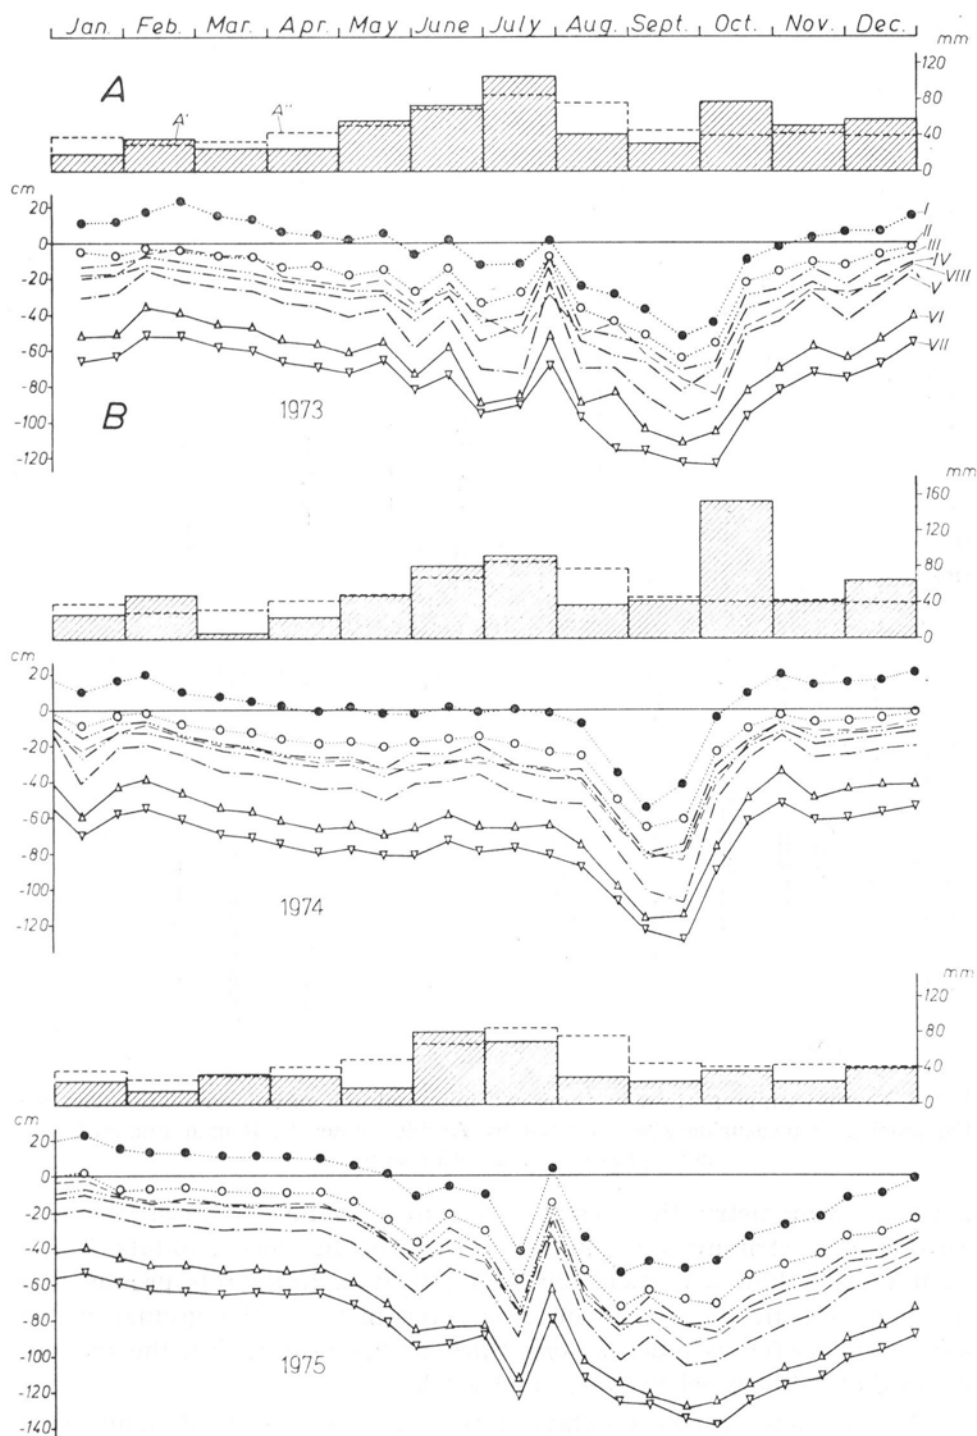 Jan. Feb. Mar. Apr. May June July Aug. Sept. Oct. Nov. Dec.
mm
A
120
80
40
0
A' A''
cm
20
0
-20
-40
-60
-80
-100
-120
I
II
III
IV
VIII
V
VI
VII
1973
B
mm
160
120
80
40
0
cm
20
0
-20
-40
-60
-80
-100
-120
1974
mm
120
80
40
0
cm
20
0
-20
-40
-60
-80
-100
-120
-140
1975